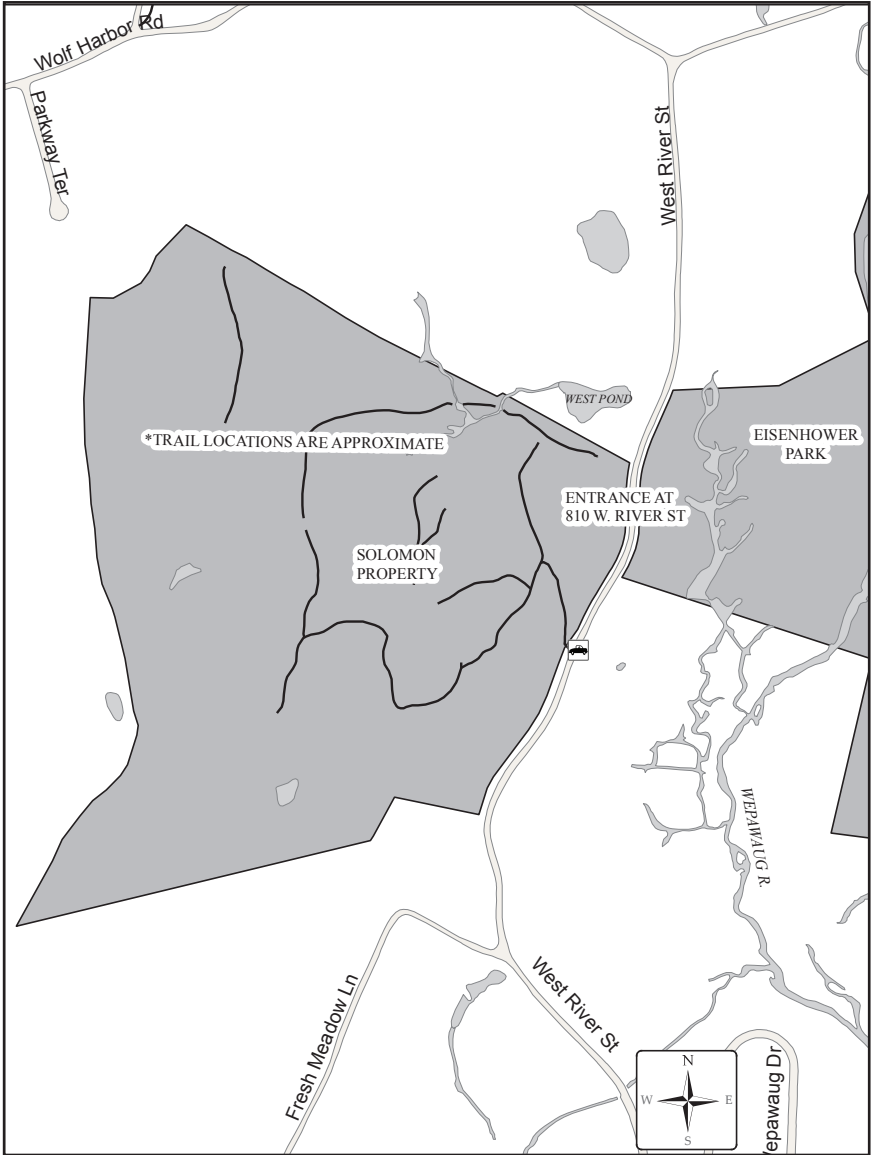 Wolf Harbor Rd
Parkway Ter
West River St
WEST POND
*TRAIL LOCATIONS ARE APPROXIMATE
EISENHOWER
PARK
ENTRANCE AT
810 W. RIVER ST
SOLOMON
PROPERTY
WEPAWAUG R.
West River St
Fresh Meadow Ln
N
W
E
S
Wepawaug Dr